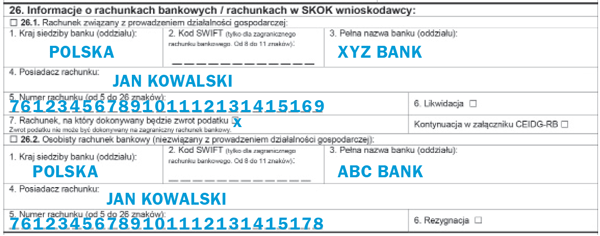 26. Informacje o rachunkach bankowych / rachunkach w SKOK wnioskodawcy:
☐ 26.1. Rachunek związany z prowadzeniem działalności gospodarczej:
1. Kraj siedziby banku (oddziału): 2. Kod SWIFT (tylko dla zagranicznego rachunku bankowego. Od 8 do 11 znaków): 3. Pełna nazwa banku (oddziału):
POLSKA XYZ BANK
4. Posiadacz rachunku:
JAN KOWALSKI
5. Numer rachunku (od 5 do 26 znaków): 6. Likwidacja ☐
76123456789101112131415169
7. Rachunek, na który dokonywany będzie zwrot podatku ☐ X
Zwrot podatku nie może być dokonywany na zagraniczny rachunek bankowy. Kontynuacja w załączniku CEIDG-RB ☐
☐ 26.2. Osobisty rachunek bankowy (niezwiązany z prowadzeniem działalności gospodarczej):
1. Kraj siedziby banku (oddziału): 2. Kod SWIFT (tylko dla zagranicznego rachunku bankowego. Od 8 do 11 znaków): 3. Pełna nazwa banku (oddziału):
POLSKA ABC BANK
4. Posiadacz rachunku:
JAN KOWALSKI
5. Numer rachunku (od 5 do 26 znaków): 6. Rezygnacja ☐
76123456789101112131415178